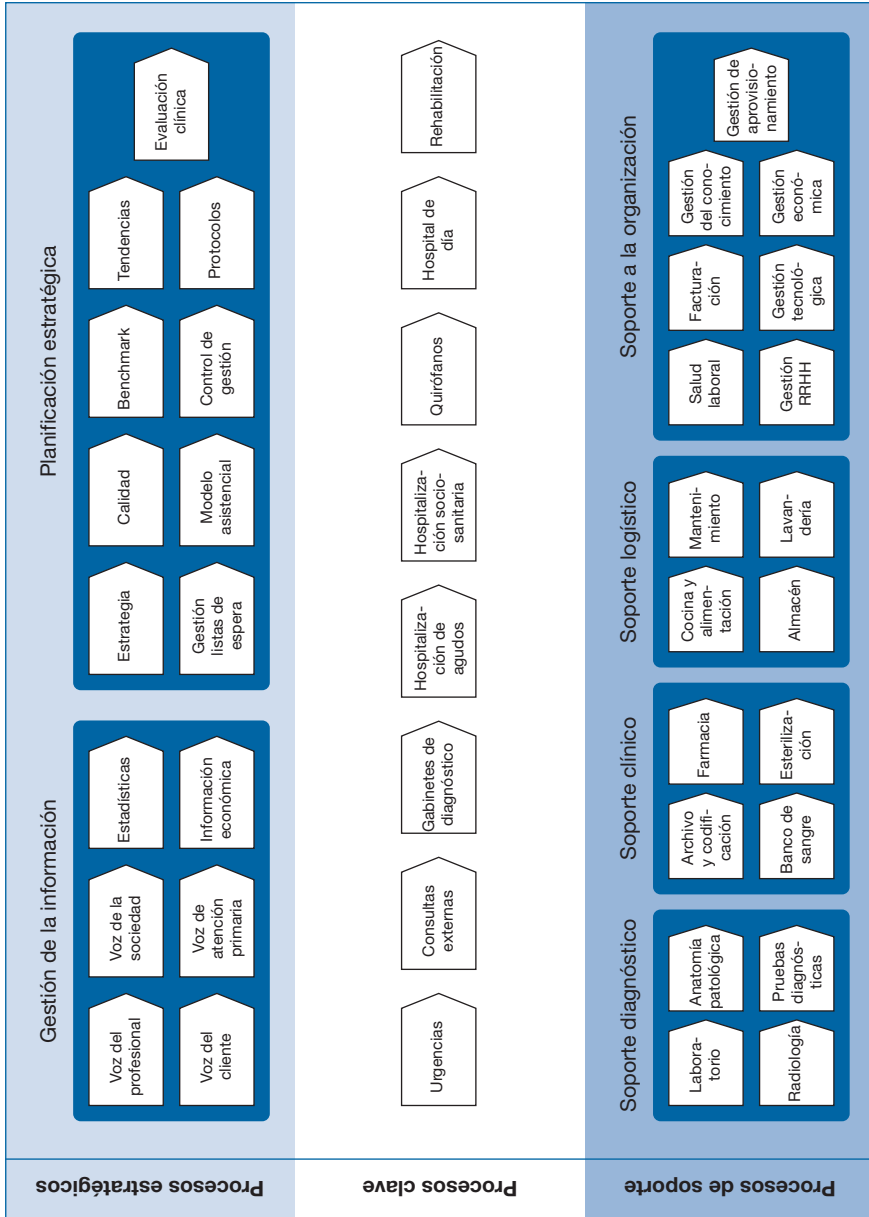 Procesos estratégicos
Gestión de la información
Voz del
profesional
Voz de la
sociedad
Estadísticas
Voz del
cliente
Voz de
atención
primaria
Información
económica
Planificación estratégica
Estrategia
Calidad
Benchmark
Tendencias
Evaluación
clínica
Gestión
listas de
espera
Modelo
asistencial
Control de
gestión
Protocolos
Procesos clave
Urgencias
Consultas
externas
Gabinetes de
diagnóstico
Hospitaliza-
ción de
agudos
Hospitaliza-
ción socio-
sanitaria
Quirófanos
Hospital de
día
Rehabilitación
Procesos de soporte
Soporte diagnóstico
Labora-
torio
Anatomía
patológica
Radiología
Pruebas
diagnós-
ticas
Soporte clínico
Archivo
y codifi-
cación
Farmacia
Banco de
sangre
Esterili­za-
ción
Soporte logístico
Cocina y
alimen-
tación
Manteni-
miento
Almacén
Lavan-
dería
Soporte a la organización
Salud
laboral
Factura-
ción
Gestión
del cono-
cimiento
Gestión de
aprovisio-
namiento
Gestión
RRHH
Gestión
tecnoló-
gica
Gestión
econó-
mica